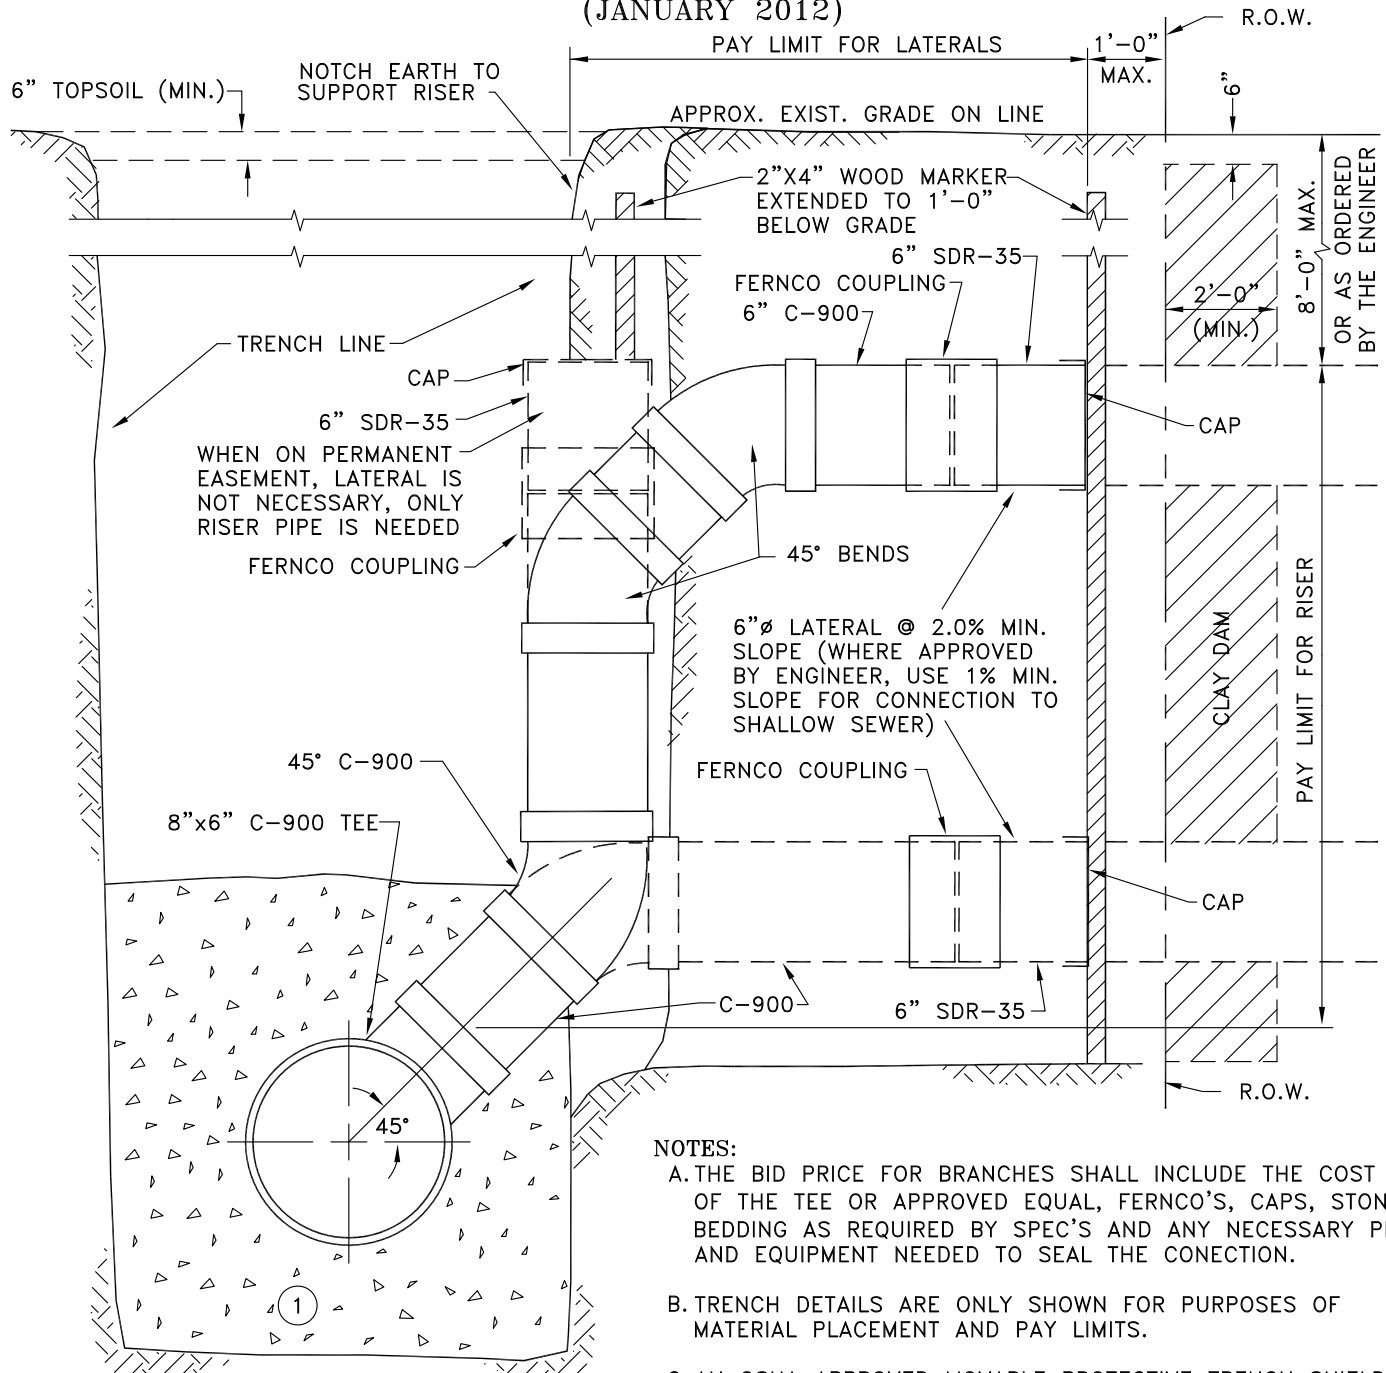 (JANUARY 2012)
R.O.W.
PAY LIMIT FOR LATERALS
1'-0"
MAX.
6" TOPSOIL (MIN.)
NOTCH EARTH TO
SUPPORT RISER
6"
APPROX. EXIST. GRADE ON LINE
2"X4" WOOD MARKER
EXTENDED TO 1'-0"
BELOW GRADE
8'-0" MAX.
OR AS ORDERED
BY THE ENGINEER
6" SDR-35
FERNCO COUPLING
6" C-900
2'-0"
(MIN.)
TRENCH LINE
CAP
6" SDR-35
WHEN ON PERMANENT
EASEMENT, LATERAL IS
NOT NECESSARY, ONLY
RISER PIPE IS NEEDED
FERNCO COUPLING
CAP
45° BENDS
6"ø LATERAL @ 2.0% MIN.
SLOPE (WHERE APPROVED
BY ENGINEER, USE 1% MIN.
SLOPE FOR CONNECTION TO
SHALLOW SEWER)
CLAY DAM
PAY LIMIT FOR RISER
45° C-900
FERNCO COUPLING
8"x6" C-900 TEE
CAP
C-900
6" SDR-35
R.O.W.
45°
1
NOTES:
A. THE BID PRICE FOR BRANCHES SHALL INCLUDE THE COST
OF THE TEE OR APPROVED EQUAL, FERNCO'S, CAPS, STON
BEDDING AS REQUIRED BY SPEC'S AND ANY NECESSARY
AND EQUIPMENT NEEDED TO SEAL THE CONECTION.
B. TRENCH DETAILS ARE ONLY SHOWN FOR PURPOSES OF
MATERIAL PLACEMENT AND PAY LIMITS.